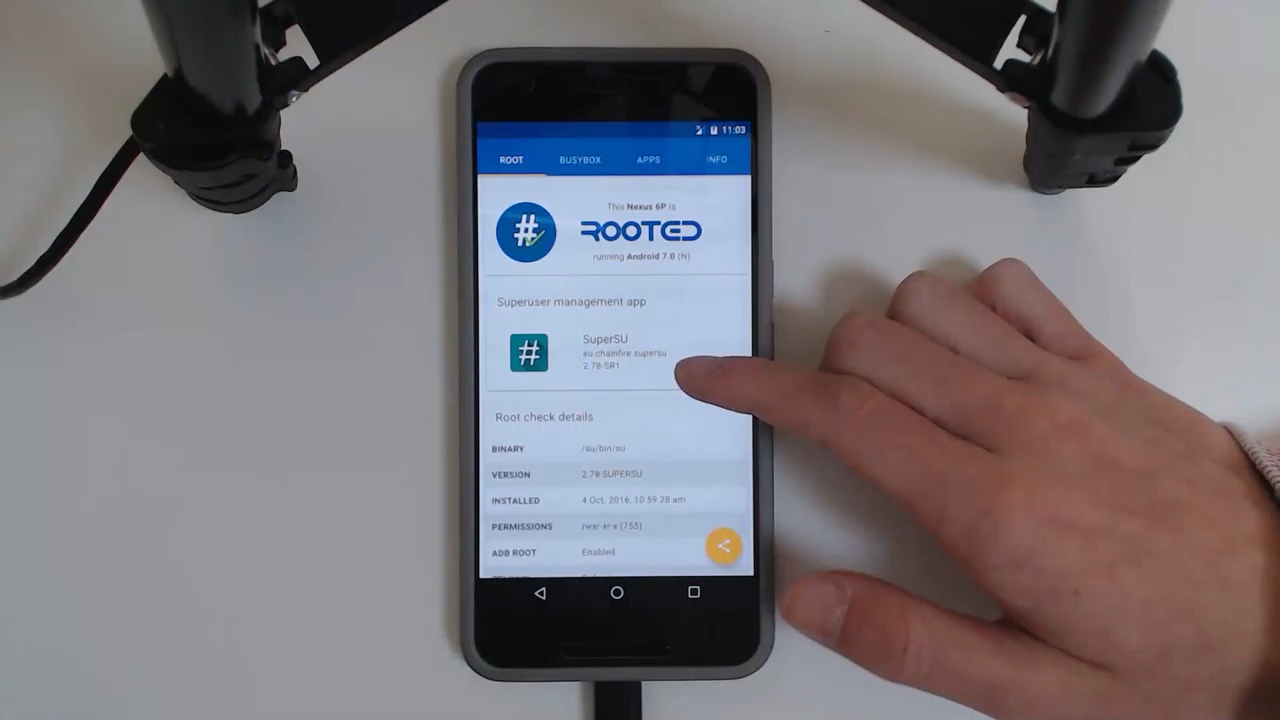 11:03
ROOT BUSYBOX APPS INFO
This Nexus 6P is
ROOTED
running Android 7.0 (N)
Superuser management app
SuperSU
eu.chainfire.supersu
2.78-SR1
Root check details
BINARY /su/bin/su
VERSION 2.78:SUPERSU
INSTALLED 4 Oct, 2016, 10:59:28 am
PERMISSIONS rwxr-xr-x (755)
ADB ROOT Enabled